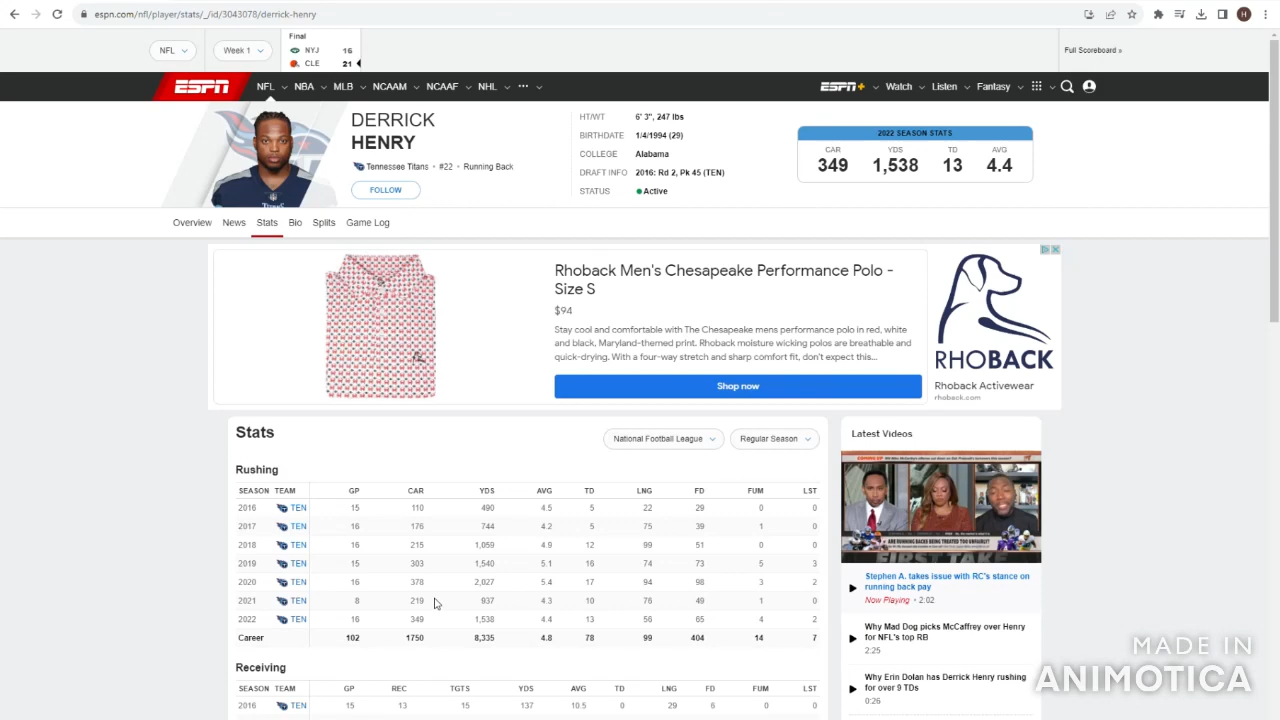 espn.com/nfl/player/stats/_/id/3043078/derrick-henry
NFL
Week 1
Final
NYJ 16
CLE 21
Full Scoreboard »
ESPN NFL NBA MLB NCAAM NCAAF NHL ••• ESPN+ Watch Listen Fantasy
DERRICK
HENRY
Tennessee Titans • #22 • Running Back
FOLLOW
HT/WT 6' 3", 247 lbs
BIRTHDATE 1/4/1994 (29)
COLLEGE Alabama
DRAFT INFO 2016: Rd 2, Pk 45 (TEN)
STATUS Active
2022 SEASON STATS
CAR YDS TD AVG
349 1,538 13 4.4
Overview News Stats Bio Splits Game Log
Rhoback Men's Chesapeake Performance Polo -
Size S
$94
Stay cool and comfortable with The Chesapeake mens performance polo in red, white
and black, Maryland-themed print. Rhoback moisture wicking polos are breathable and
quick-drying. With a four-way stretch and sharp comfort fit, don't expect this...
Shop now
RHOBACK
Rhoback Activewear
rhoback.com
Stats
National Football League
Regular Season
Rushing
SEASON TEAM GP CAR YDS AVG TD LNG FD FUM LST
2016 TEN 15 110 490 4.5 5 22 29 0 0
2017 TEN 16 176 744 4.2 5 75 39 1 0
2018 TEN 16 215 1,059 4.9 12 99 51 0 0
2019 TEN 15 303 1,540 5.1 16 74 73 5 3
2020 TEN 16 378 2,027 5.4 17 94 98 3 2
2021 TEN 8 219 937 4.3 10 76 49 1 0
2022 TEN 16 349 1,538 4.4 13 56 65 4 2
Career 102 1750 8,335 4.8 78 99 404 14 7
Receiving
SEASON TEAM GP REC TGTS YDS AVG TD LNG FD FUM LST
2016 TEN 15 13 15 137 10.5 0 29 6 0 0
Latest Videos
ARE RUNNING BACKS BEING TREATED TOO UNFAIRLY?
FIRST TAKE
Stephen A. takes issue with RC's stance on
running back pay
Now Playing • 2:02
Why Mad Dog picks McCaffrey over Henry
for NFL's top RB
2:25
Why Erin Dolan has Derrick Henry rushing
for over 9 TDs
0:26
MADE IN
ANIMOTICA